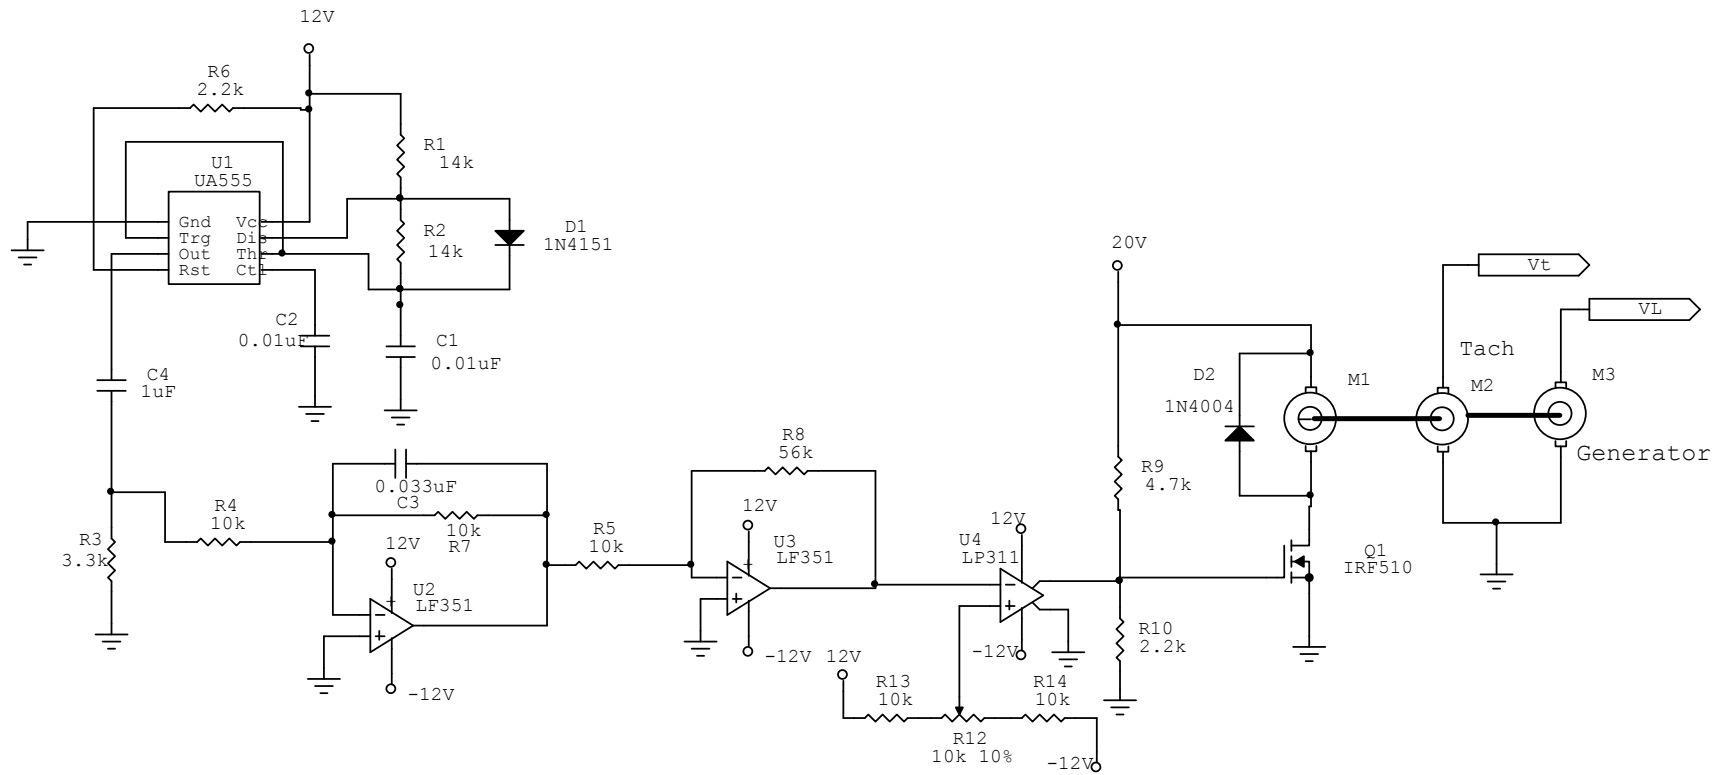 12V
R6
2.2k
R1
14k
U1
UA555
Gnd Vcc
Trg Dis
Out Thr
Rst Ctl
R2
14k
D1
1N4151
C2
0.01uF
C1
0.01uF
C4
1uF
20V
Vt
VL
Tach
D2
1N4004
M1
M2
M3
Generator
R3
3.3k
R4
10k
0.033uF
C3
10k
R7
12V
U2
LF351
-12V
R5
10k
R8
56k
12V
U3
LF351
-12V
12V
U4
LP311
-12V
R9
4.7k
Q1
IRF510
R10
2.2k
12V
R13
10k
R14
10k
R12
10k 10%
-12V